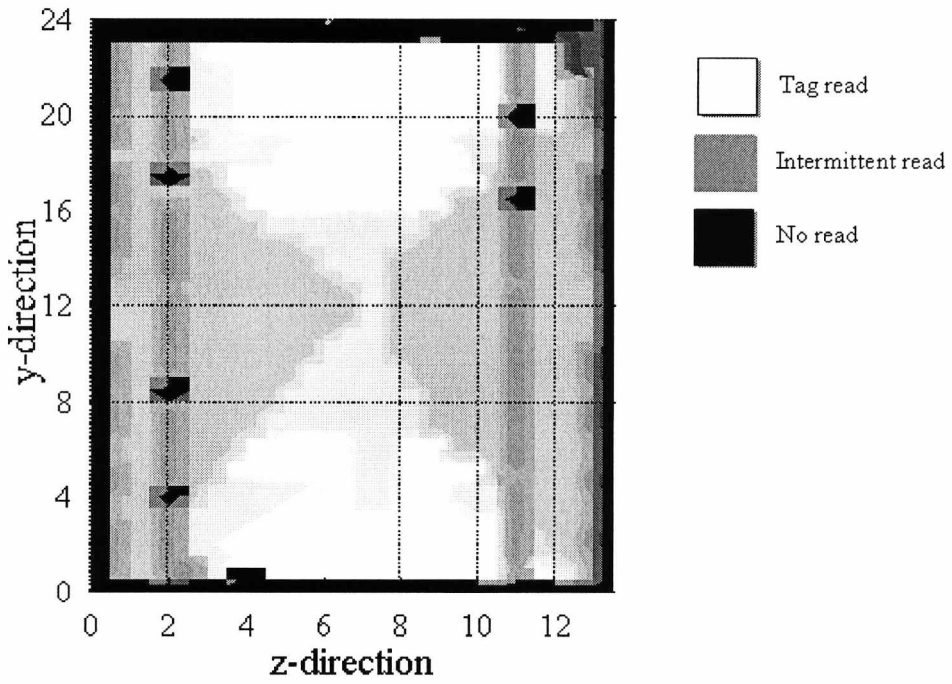 24
20
16
12
8
4
0
y-direction
0 2 4 6 8 10 12
z-direction
Tag read
Intermittent read
No read